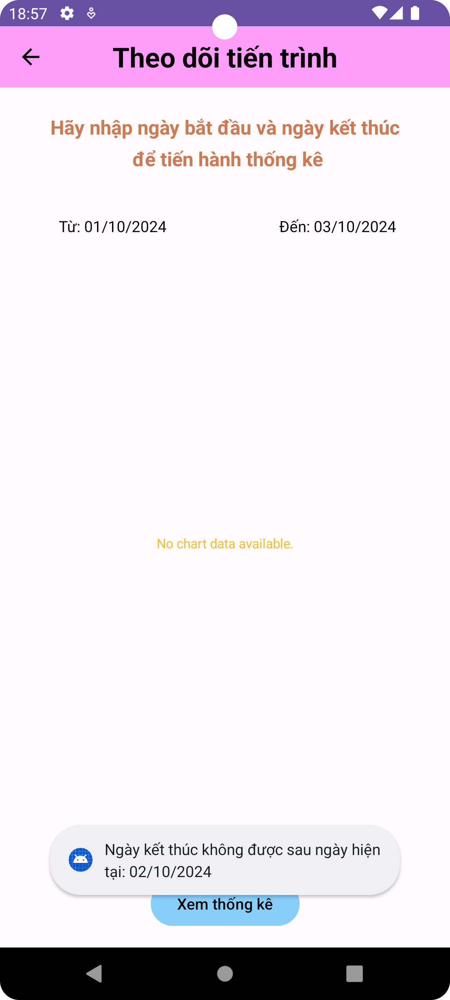 18:57
Theo dõi tiến trình
Hãy nhập ngày bắt đầu và ngày kết thúc
để tiến hành thống kê
Từ: 01/10/2024
Đến: 03/10/2024
No chart data available.
Ngày kết thúc không được sau ngày hiện
tại: 02/10/2024
Xem thống kê